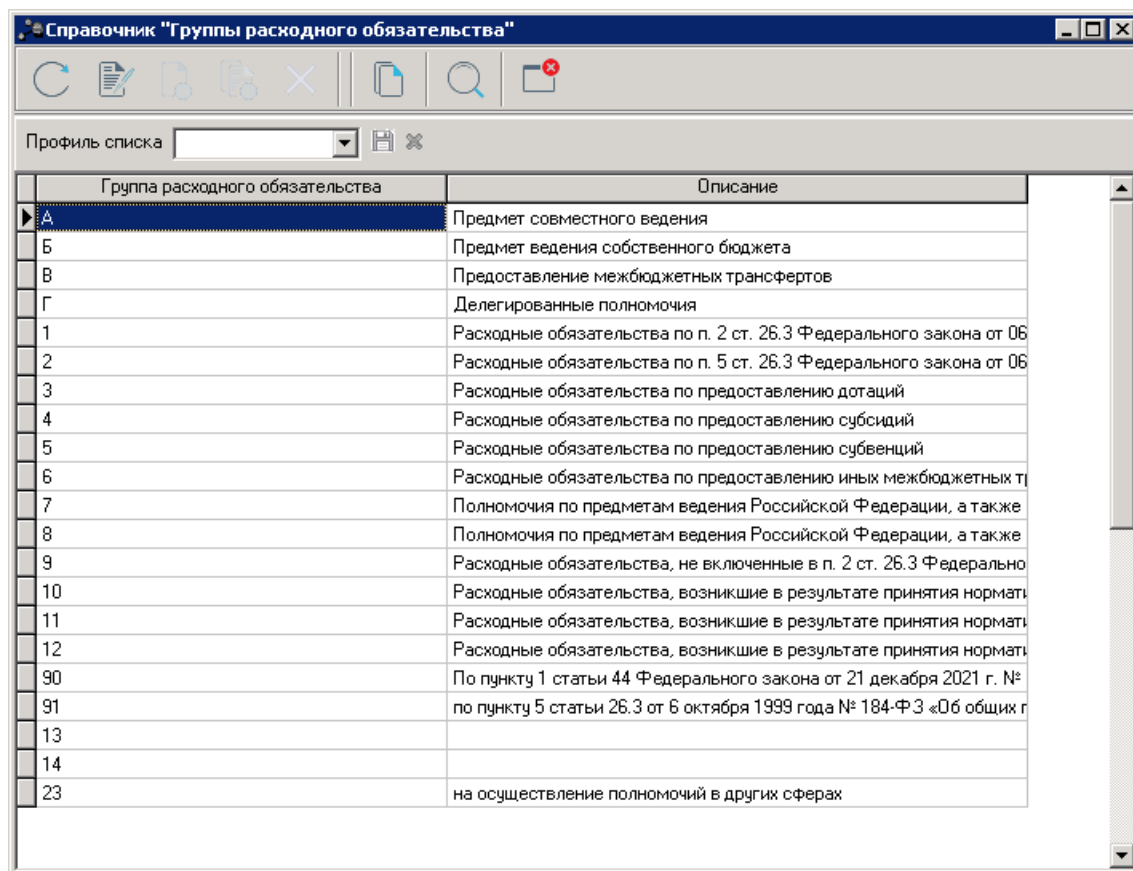 Справочник "Группы расходного обязательства"
Профиль списка
Группа расходного обязательства Описание
А Предмет совместного ведения
Б Предмет ведения собственного бюджета
В Предоставление межбюджетных трансфертов
Г Делегированные полномочия
1 Расходные обязательства по п. 2 ст. 26.3 Федерального закона от 06
2 Расходные обязательства по п. 5 ст. 26.3 Федерального закона от 06
3 Расходные обязательства по предоставлению дотаций
4 Расходные обязательства по предоставлению субсидий
5 Расходные обязательства по предоставлению субвенций
6 Расходные обязательства по предоставлению иных межбюджетных
7 Полномочия по предметам ведения Российской Федерации, а также
8 Полномочия по предметам ведения Российской Федерации, а также
9 Расходные обязательства, не включенные в п. 2 ст. 26.3 Федерально
10 Расходные обязательства, возникшие в результате принятия
11 Расходные обязательства, возникшие в результате принятия
12 Расходные обязательства, возникшие в результате принятия
90 По пункту 1 статьи 44 Федерального закона от 21 декабря 2021 г. №
91 по пункту 5 статьи 26.3 от 6 октября 1999 года № 184-ФЗ «Об общих
13
14
23 на осуществление полномочий в других сферах